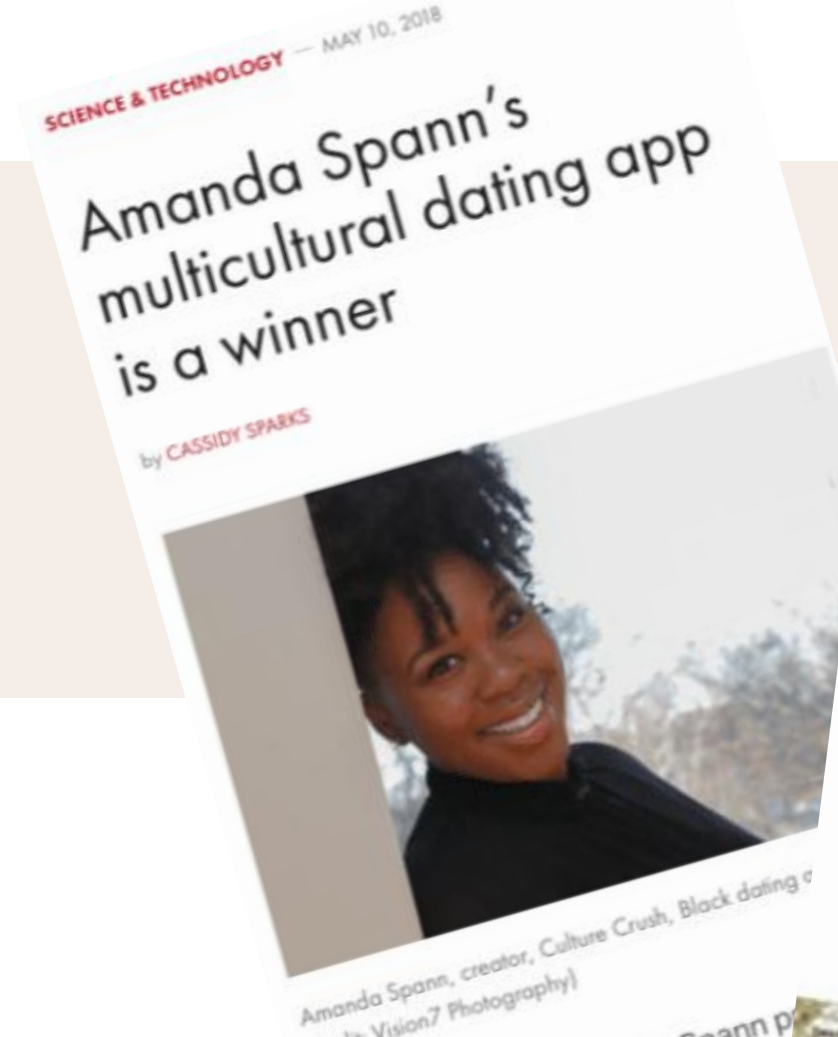 SCIENCE & TECHNOLOGY — MAY 10, 2018
Amanda Spann's
multicultural dating app
is a winner
by CASSIDY SPARKS
Amanda Spann, creator, Culture Crush, Black dating
Vision7 Photography)
Spann